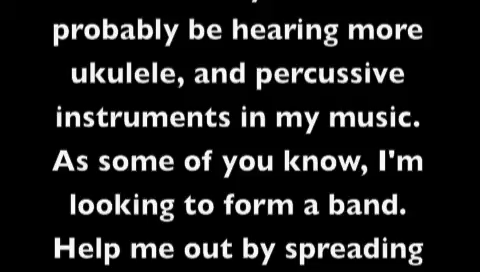 probably be hearing more
ukulele, and percussive
instruments in my music.
As some of you know, I'm
looking to form a band.
Help me out by spreading